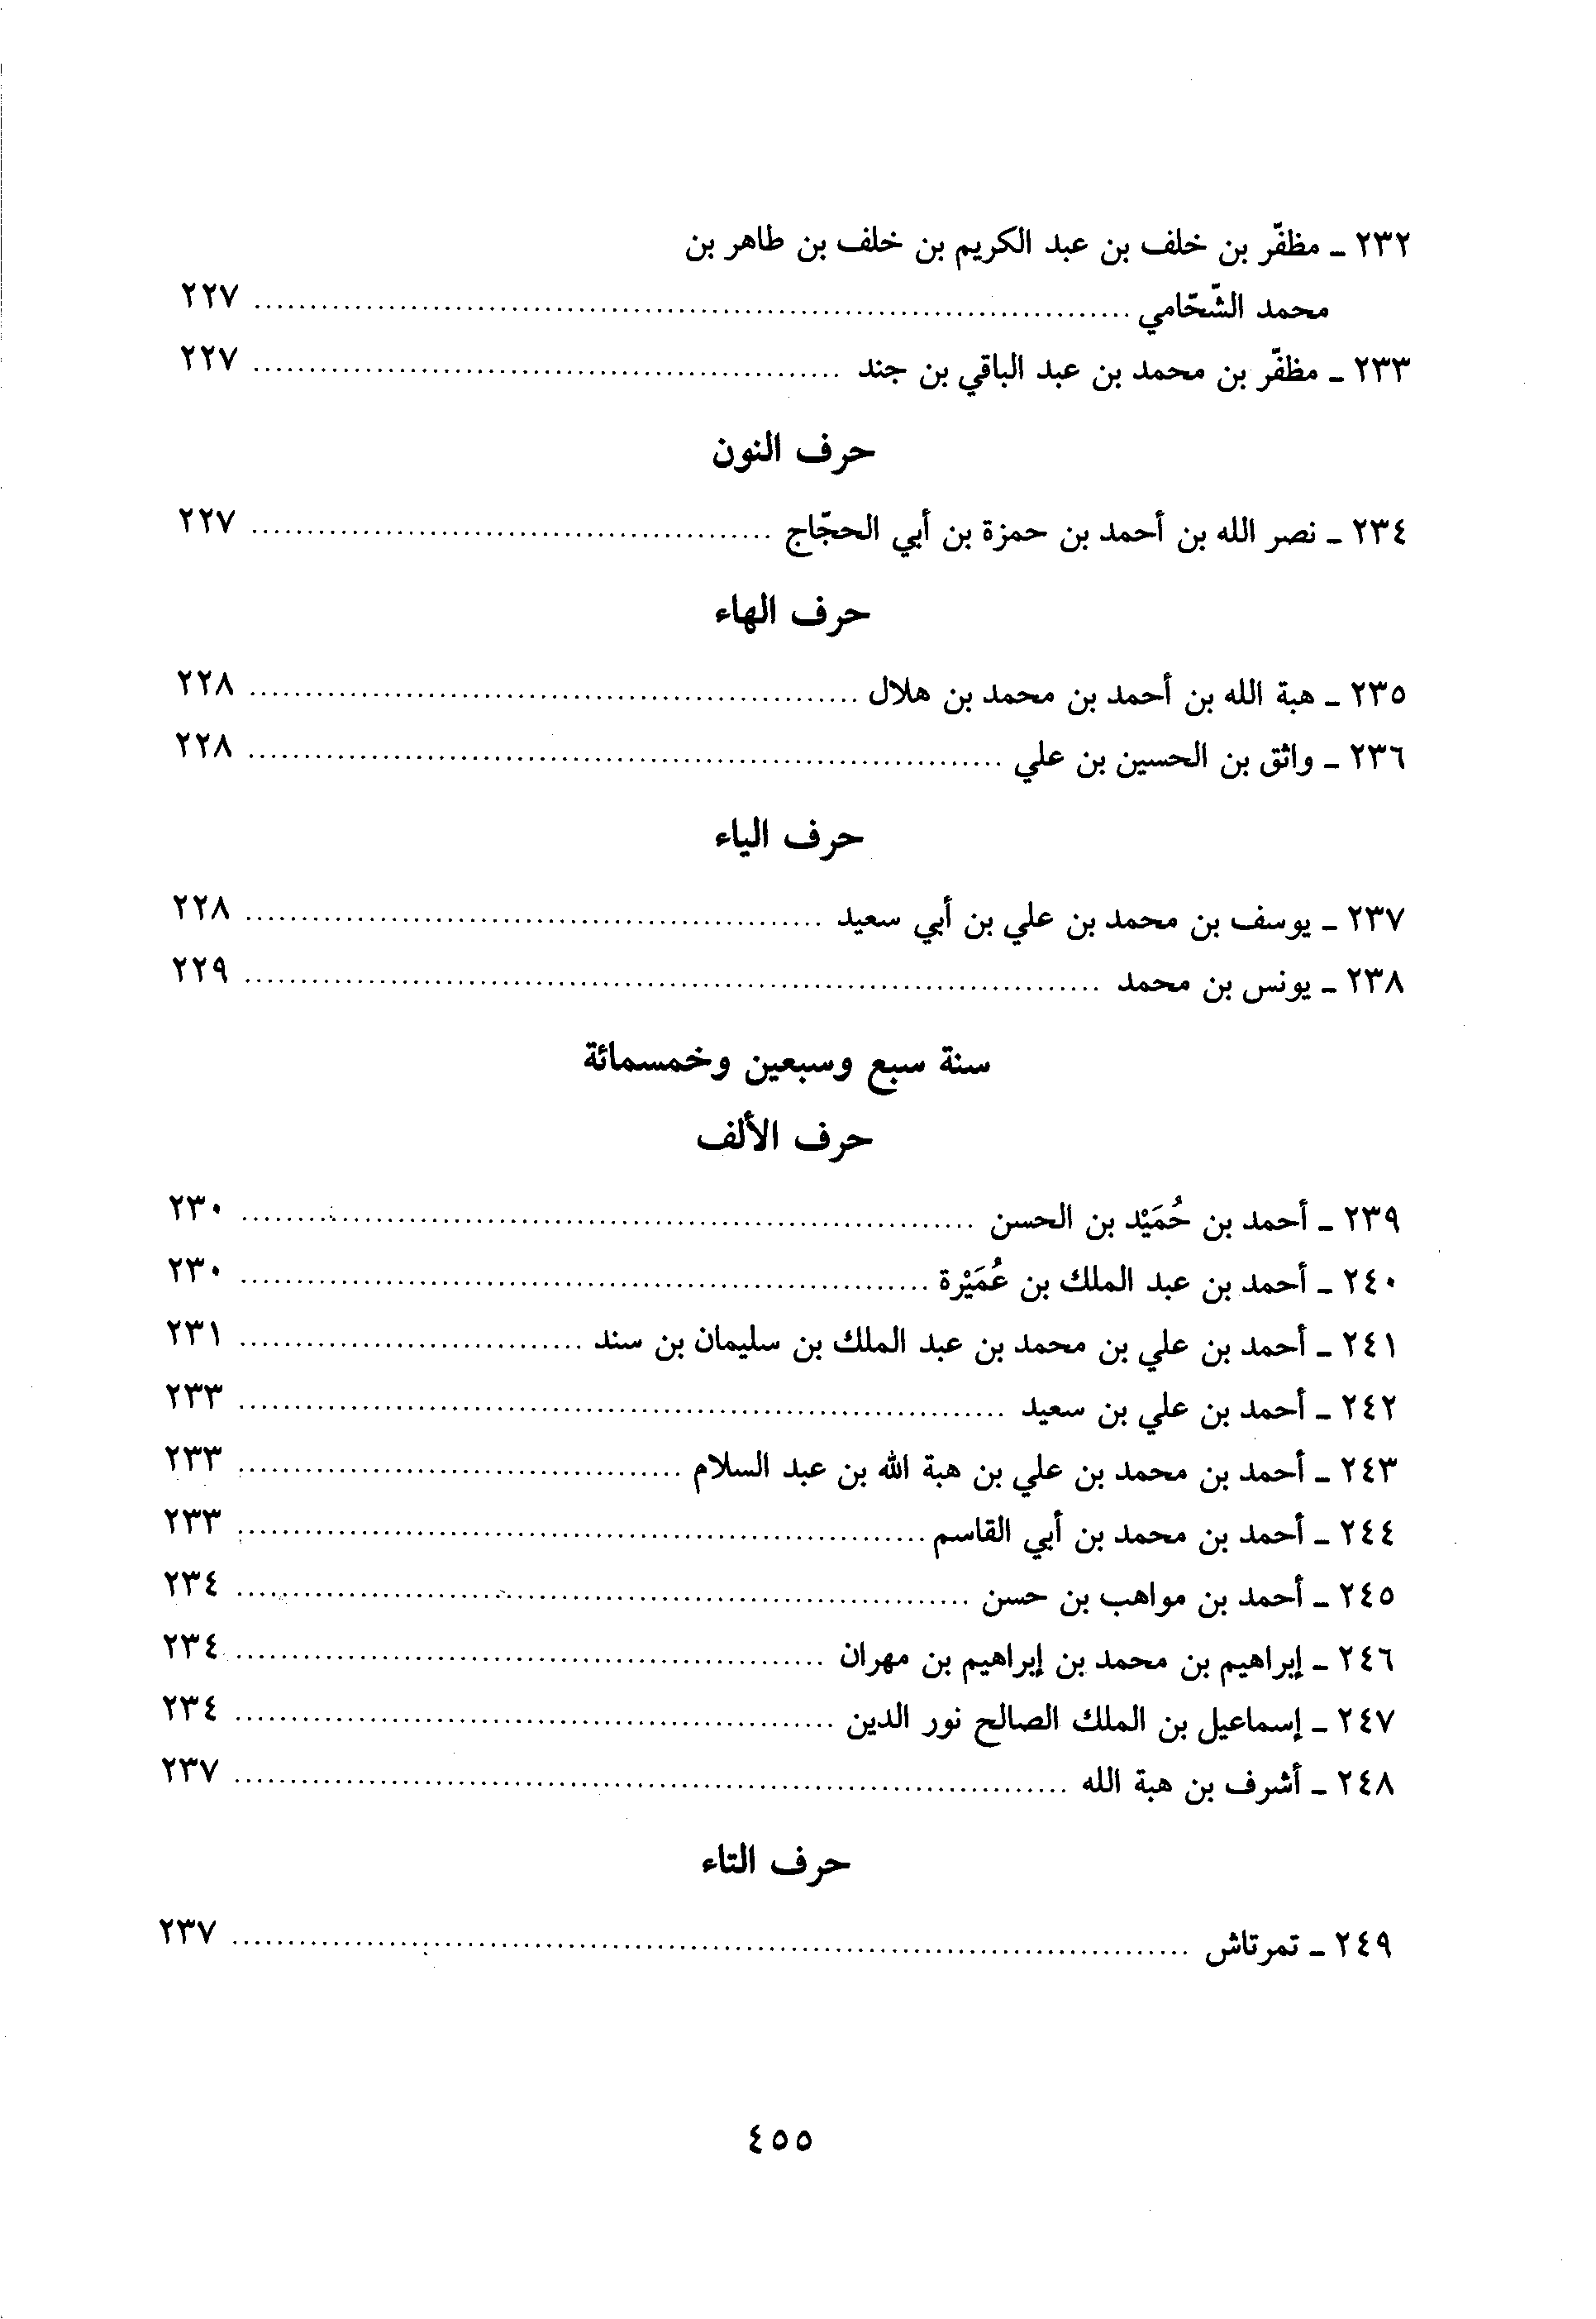 ٢٣٢ ـ مظفّر بن خلف بن عبد الكريم بن خلف بن طاهر بن
محمد الشّحّامي ................ ٢٢٧
٢٣٣ ـ مظفّر بن محمد بن عبد الباقي بن جند ................ ٢٢٧
حرف النون
٢٣٤ ـ نصر الله بن أحمد بن حمزة بن أبي الحجّاج ................ ٢٢٧
حرف الهاء
٢٣٥ ـ هبة الله بن أحمد بن محمد بن هلال ................ ٢٢٨
٢٣٦ ـ واثق بن الحسين بن علي ................ ٢٢٨
حرف الياء
٢٣٧ ـ يوسف بن محمد بن علي بن أبي سعيد ................ ٢٢٨
٢٣٨ ـ يونس بن محمد ................ ٢٢٩
سنة سبع وسبعين وخمسمائة
حرف الألف
٢٣٩ ـ أحمد بن حُمَيْد بن الحسن ................ ٢٣٠
٢٤٠ ـ أحمد بن عبد الملك بن عُمَيْرة ................ ٢٣٠
٢٤١ ـ أحمد بن علي بن محمد بن عبد الملك بن سليمان بن سند ................ ٢٣١
٢٤٢ ـ أحمد بن علي بن سعيد ................ ٢٣٣
٢٤٣ ـ أحمد بن محمد بن علي بن هبة الله بن عبد السلام ................ ٢٣٣
٢٤٤ ـ أحمد بن محمد بن أبي القاسم ................ ٢٣٣
٢٤٥ ـ أحمد بن مواهب بن حسن ................ ٢٣٤
٢٤٦ ـ إبراهيم بن محمد بن إبراهيم بن مهران ................ ٢٣٤
٢٤٧ ـ إسماعيل بن الملك الصالح نور الدين ................ ٢٣٤
٢٤٨ ـ أشرف بن هبة الله ................ ٢٣٧
حرف التاء
٢٤٩ ـ تمرتاش ................ ٢٣٧
٤٥٥